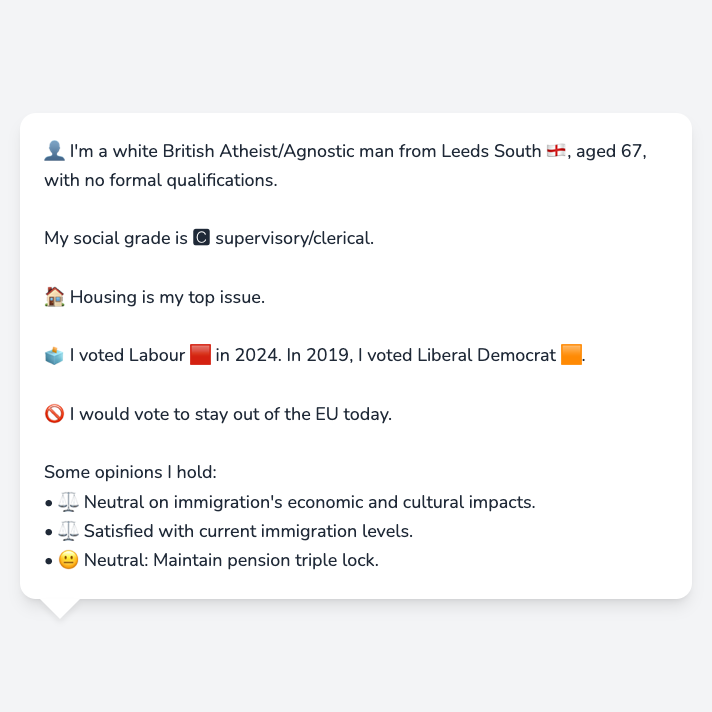 👤 I'm a white British Atheist/Agnostic man from Leeds South 🏴󠁧󠁢󠁥󠁮󠁧󠁿, aged 67,
with no formal qualifications.
My social grade is 🅲 supervisory/clerical.
🏠 Housing is my top issue.
🗳️ I voted Labour 🟥 in 2024. In 2019, I voted Liberal Democrat 🟧.
🚫 I would vote to stay out of the EU today.
Some opinions I hold:
• ⚖️ Neutral on immigration's economic and cultural impacts.
• ⚖️ Satisfied with current immigration levels.
• 😐 Neutral: Maintain pension triple lock.